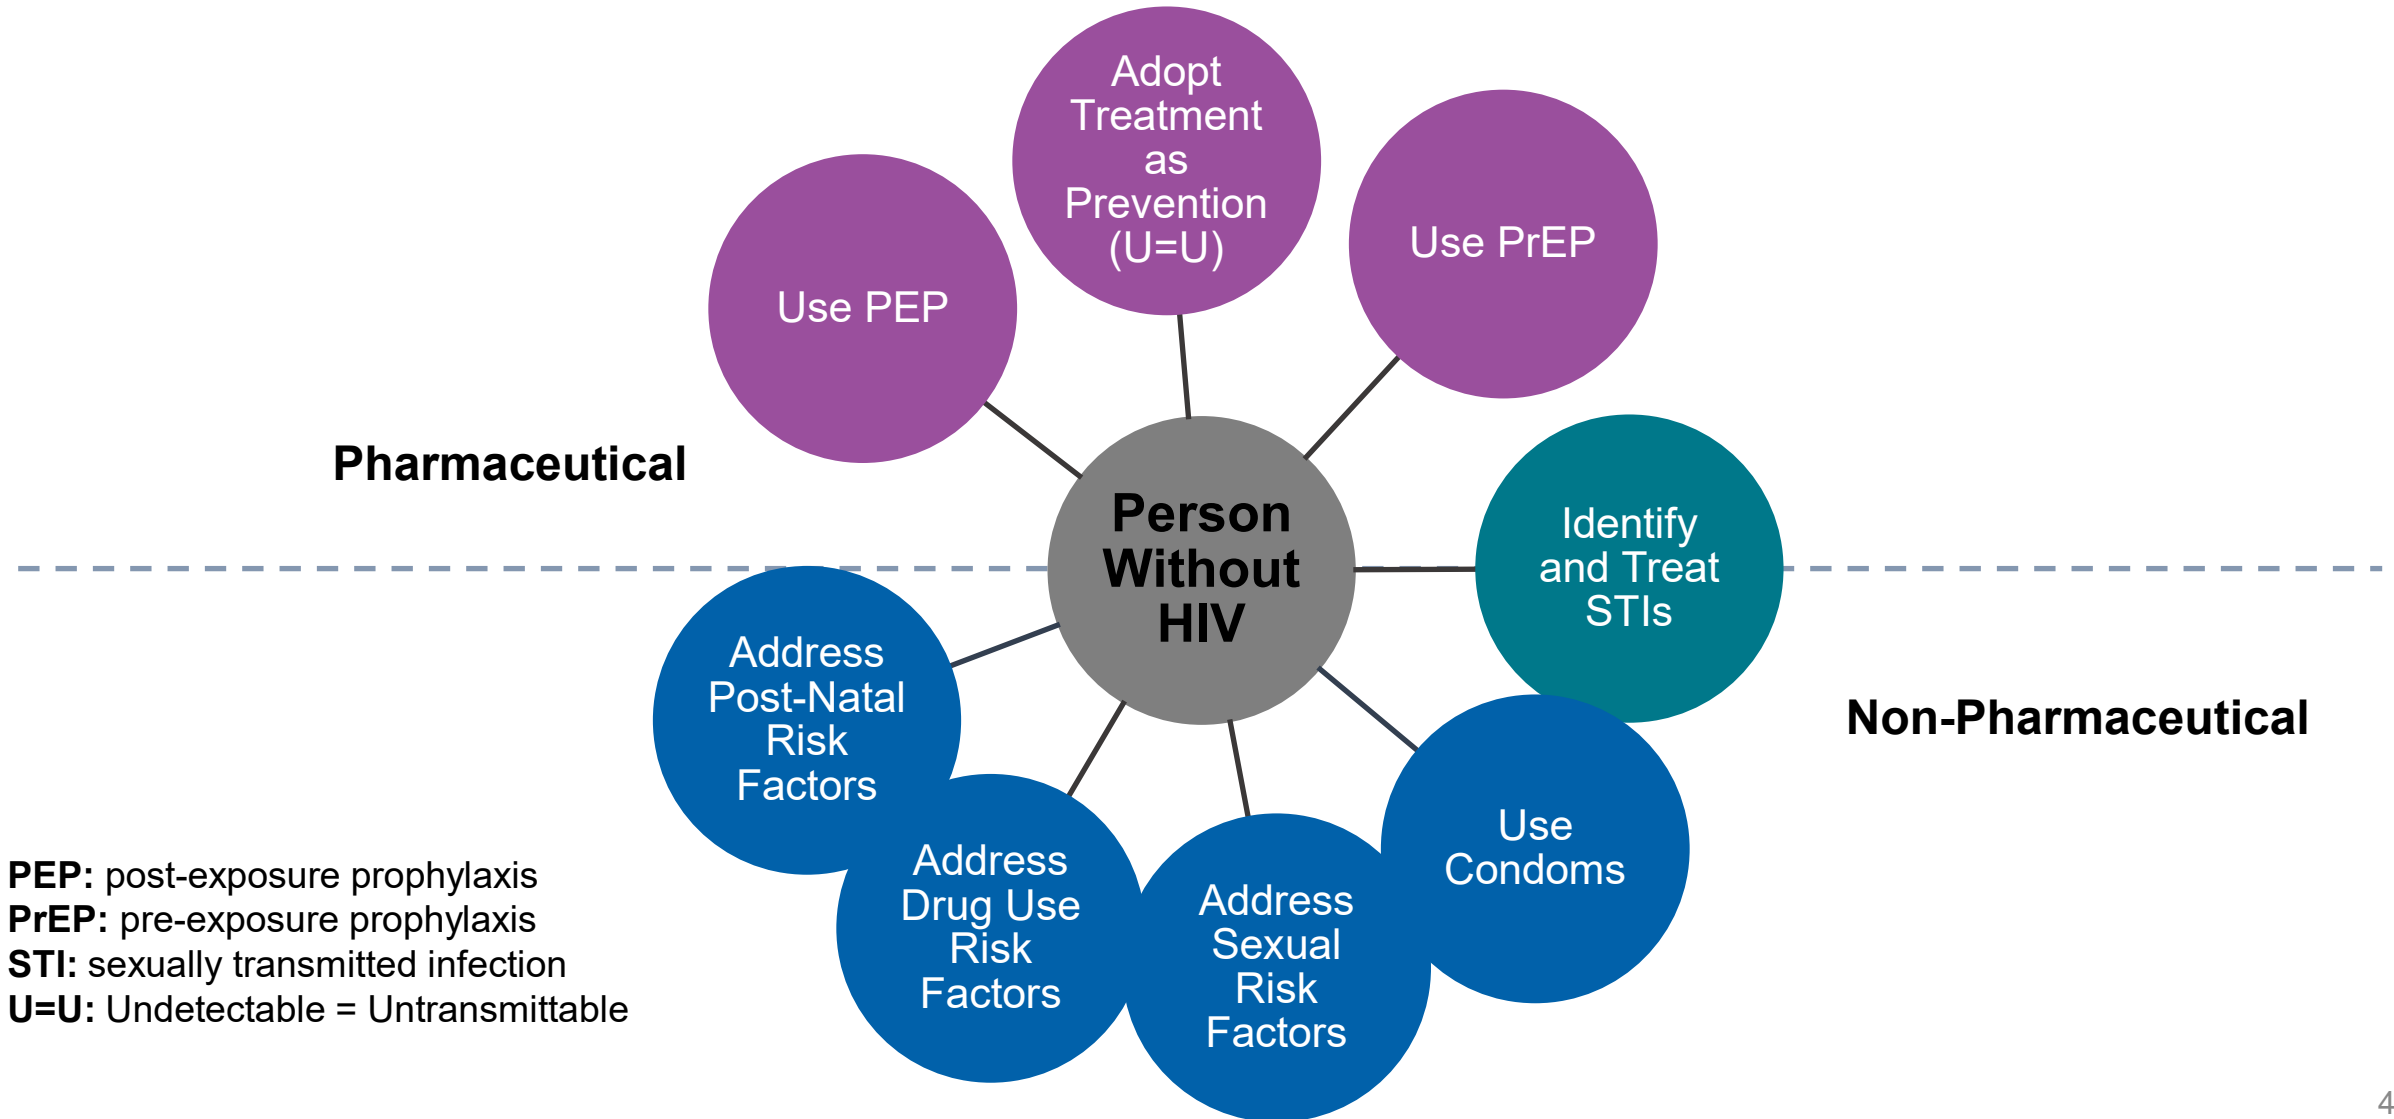 Adopt
Treatment
as
Prevention
(U=U)
Use PrEP
Use PEP
Pharmaceutical
Person
Without
HIV
Identify
and Treat
STIs
Non-Pharmaceutical
Address
Post-Natal
Risk
Factors
Use
Condoms
Address
Drug Use
Risk
Factors
Address
Sexual
Risk
Factors
PEP: post-exposure prophylaxis
PrEP: pre-exposure prophylaxis
STI: sexually transmitted infection
U=U: Undetectable = Untransmittable
4